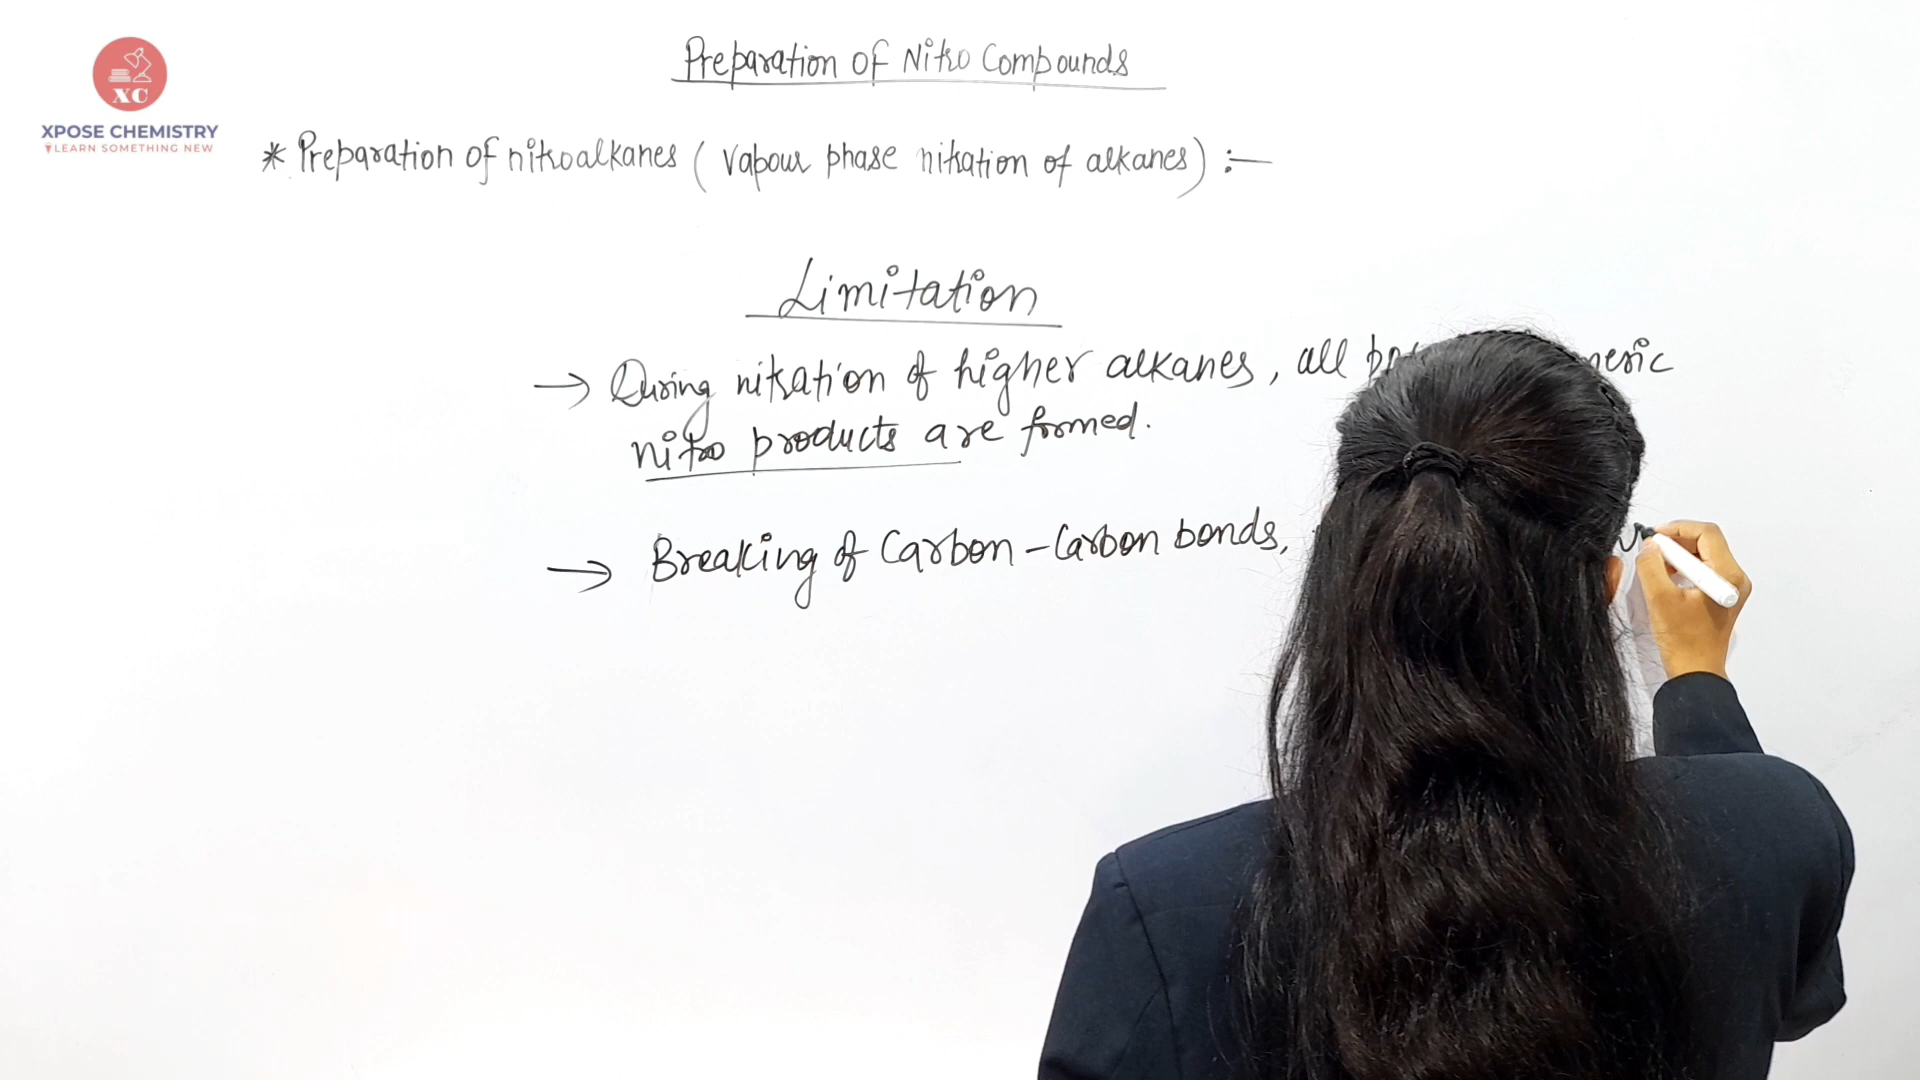 XC
XPOSE CHEMISTRY
LEARN SOMETHING NEW
Preparation of Nitro Compounds
* Preparation of nitroalkanes ( Vapour phase nitration of alkanes) :-
Limitation
→ During nitration of higher alkanes, all
nitro products are formed.
→ Breaking of Carbon-Carbon bonds,